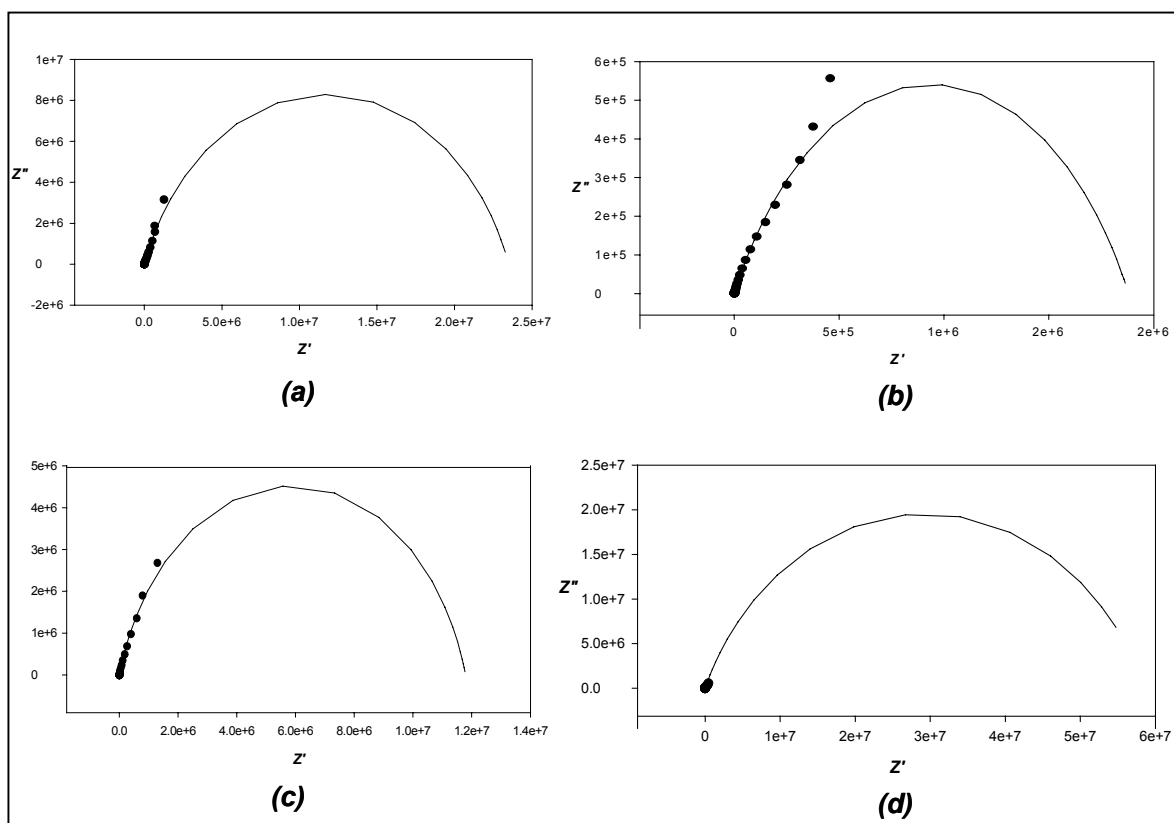 1e+7
8e+6
6e+6
Z"
4e+6
2e+6
0
-2e+6
0.0 5.0e+6 1.0e+7 1.5e+7 2.0e+7 2.5e+7
Z'
(a)
6e+5
5e+5
4e+5
Z"
3e+5
2e+5
1e+5
0
0 5e+5 1e+6 2e+6 2e+6
Z'
(b)
5e+6
4e+6
3e+6
2e+6
1e+6
0
0.0 2.0e+6 4.0e+6 6.0e+6 8.0e+6 1.0e+7 1.2e+7 1.4e+7
Z'
(c)
2.5e+7
2.0e+7
1.5e+7
Z"
1.0e+7
5.0e+6
0.0
0 1e+7 2e+7 3e+7 4e+7 5e+7 6e+7
Z'
(d)